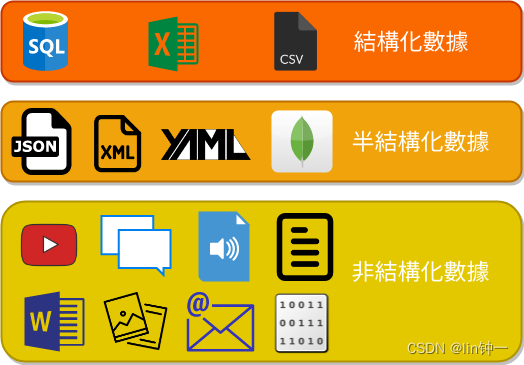 SQL
X
CSV
結構化數據
JSON
XML
YAML
半結構化數據
非結構化數據
W
@
10011
00111
11010
CSDN @lin钟一